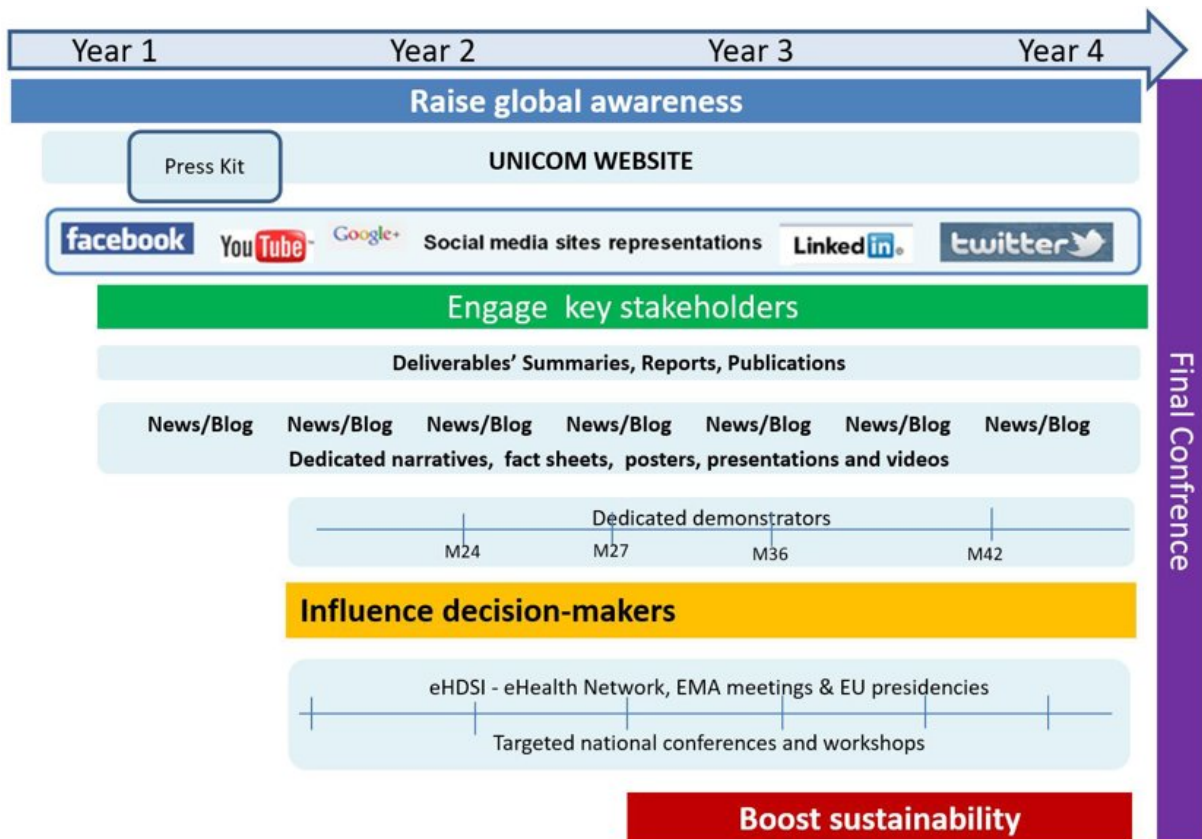 Year 1 Year 2 Year 3 Year 4
Raise global awareness
Press Kit
UNICOM WEBSITE
facebook YouTube Google+ Social media sites representations Linked in twitter
Engage key stakeholders
Deliverables’ Summaries, Reports, Publications
News/Blog News/Blog News/Blog News/Blog News/Blog News/Blog News/Blog
Dedicated narratives, fact sheets, posters, presentations and videos
Dedicated demonstrators
M24 M27 M36 M42
Influence decision-makers
eHDSI - eHealth Network, EMA meetings & EU presidencies
Targeted national conferences and workshops
Boost sustainability
Final Confrence